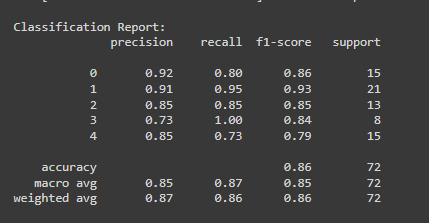 Classification Report:
precision recall f1-score support
0 0.92 0.80 0.86 15
1 0.91 0.95 0.93 21
2 0.85 0.85 0.85 13
3 0.73 1.00 0.84 8
4 0.85 0.73 0.79 15
accuracy 0.86 72
macro avg 0.85 0.87 0.85 72
weighted avg 0.87 0.86 0.86 72